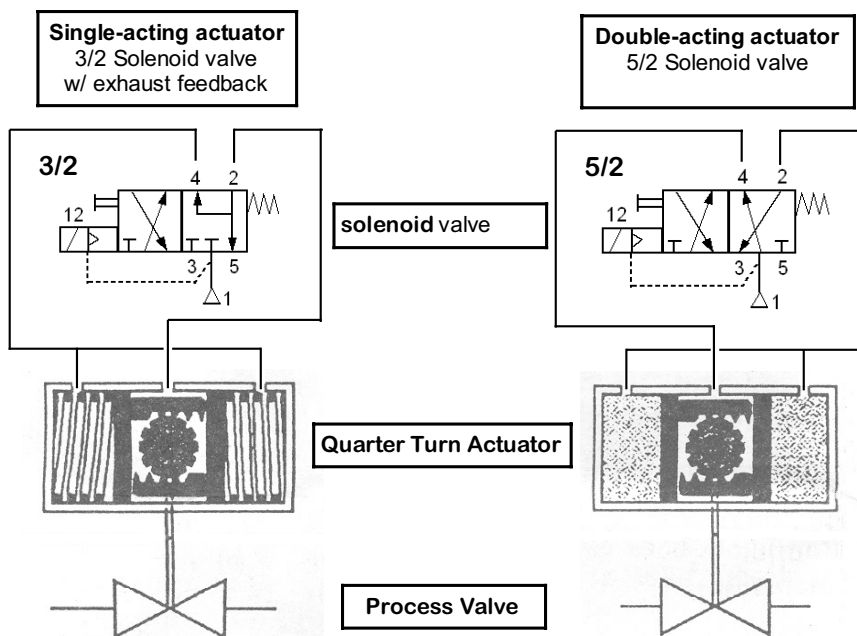 Single-acting actuator
3/2 Solenoid valve
w/ exhaust feedback
Double-acting actuator
5/2 Solenoid valve
3/2
4 2
12
3 5
1
solenoid valve
5/2
4 2
12
3 5
1
Quarter Turn Actuator
Process Valve